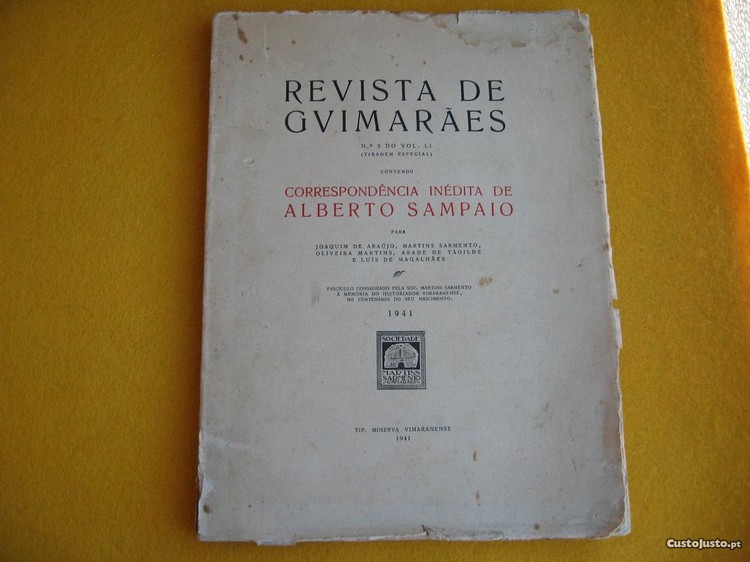 REVISTA DE
GVIMARÃES
N.º 3 DO VOL. LI
(TIRAGEM ESPECIAL)
CONTENDO
CORRESPONDÊNCIA INÉDITA DE
ALBERTO SAMPAIO
PARA
JOAQUIM DE ARAÚJO, MARTINS SARMENTO,
OLIVEIRA MARTINS, ABADE DE TÀGILDE
E LUÍS DE MAGALHÃES
FASCÍCULO CONSAGRADO PELA SOC. MARTINS SARMENTO
À MEMÓRIA DO HISTORIADOR VIMARANENSE,
NO CENTENÁRIO DO SEU NASCIMENTO.
1941
SOCIEDADE
MARTINS
SARMENTO
TIP. MINERVA VIMARANENSE
1941
CustoJusto.pt